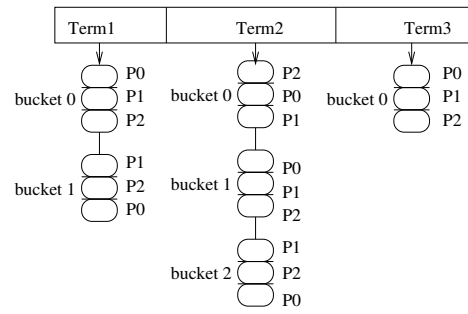 Term1 Term2 Term3
bucket 0 P0 P1 P2
bucket 1 P1 P2 P0
bucket 0 P2 P0 P1
bucket 1 P0 P1 P2
bucket 2 P1 P2 P0
bucket 0 P0 P1 P2